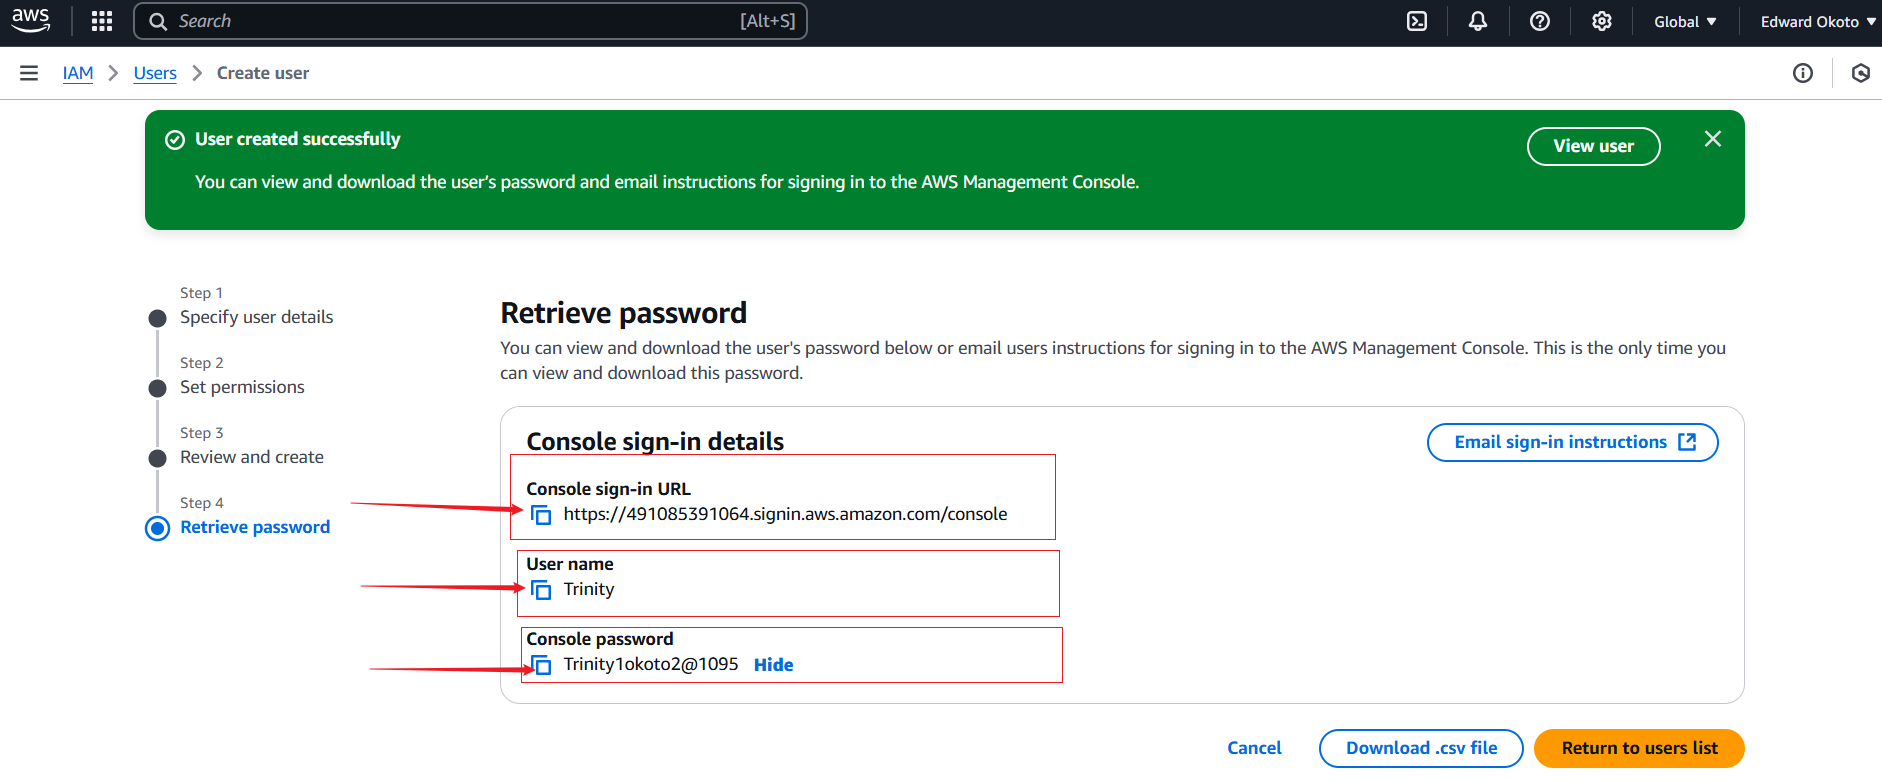 aws
Search [Alt+S]
Global
Edward Okoto
IAM
Users
Create user
User created successfully
View user
You can view and download the user's password and email instructions for signing in to the AWS Management Console.
Step 1
Specify user details
Step 2
Set permissions
Step 3
Review and create
Step 4
Retrieve password
Retrieve password
You can view and download the user's password below or email users instructions for signing in to the AWS Management Console. This is the only time you
can view and download this password.
Console sign-in details
Email sign-in instructions
Console sign-in URL
https://491085391064.signin.aws.amazon.com/console
User name
Trinity
Console password
Trinity1okoto2@1095 Hide
Cancel
Download .csv file
Return to users list